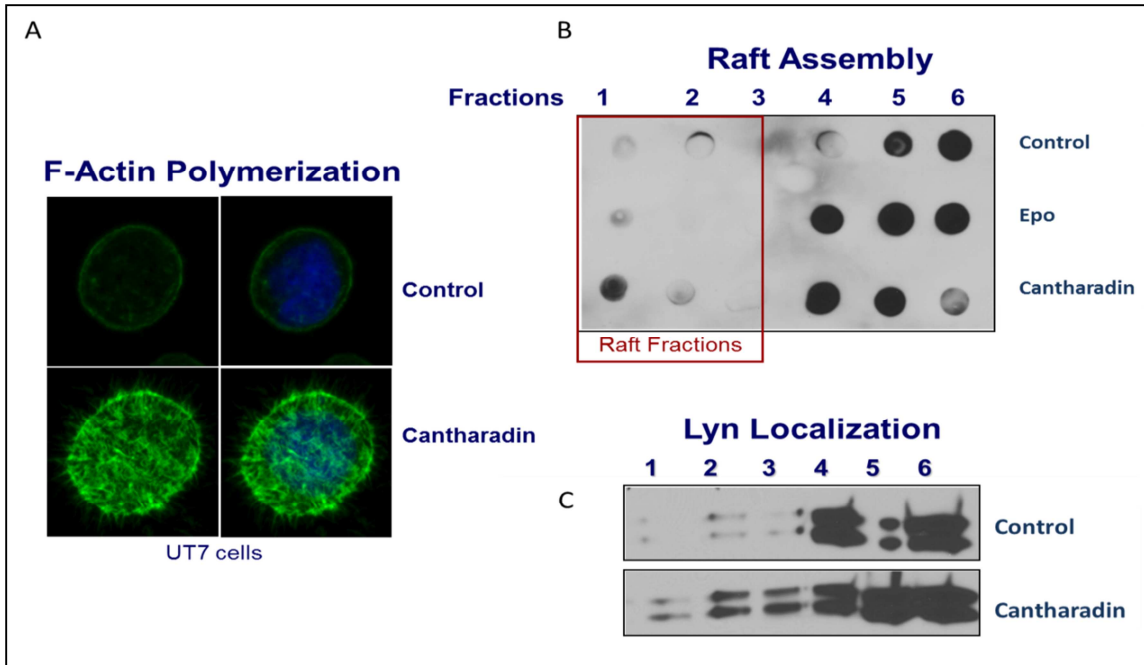 A
F-Actin Polymerization
Control
Cantharadin
UT7 cells
B
Raft Assembly
Fractions 1 2 3 4 5 6
Control
Epo
Cantharadin
Raft Fractions
Lyn Localization
1 2 3 4 5 6
C
Control
Cantharadin